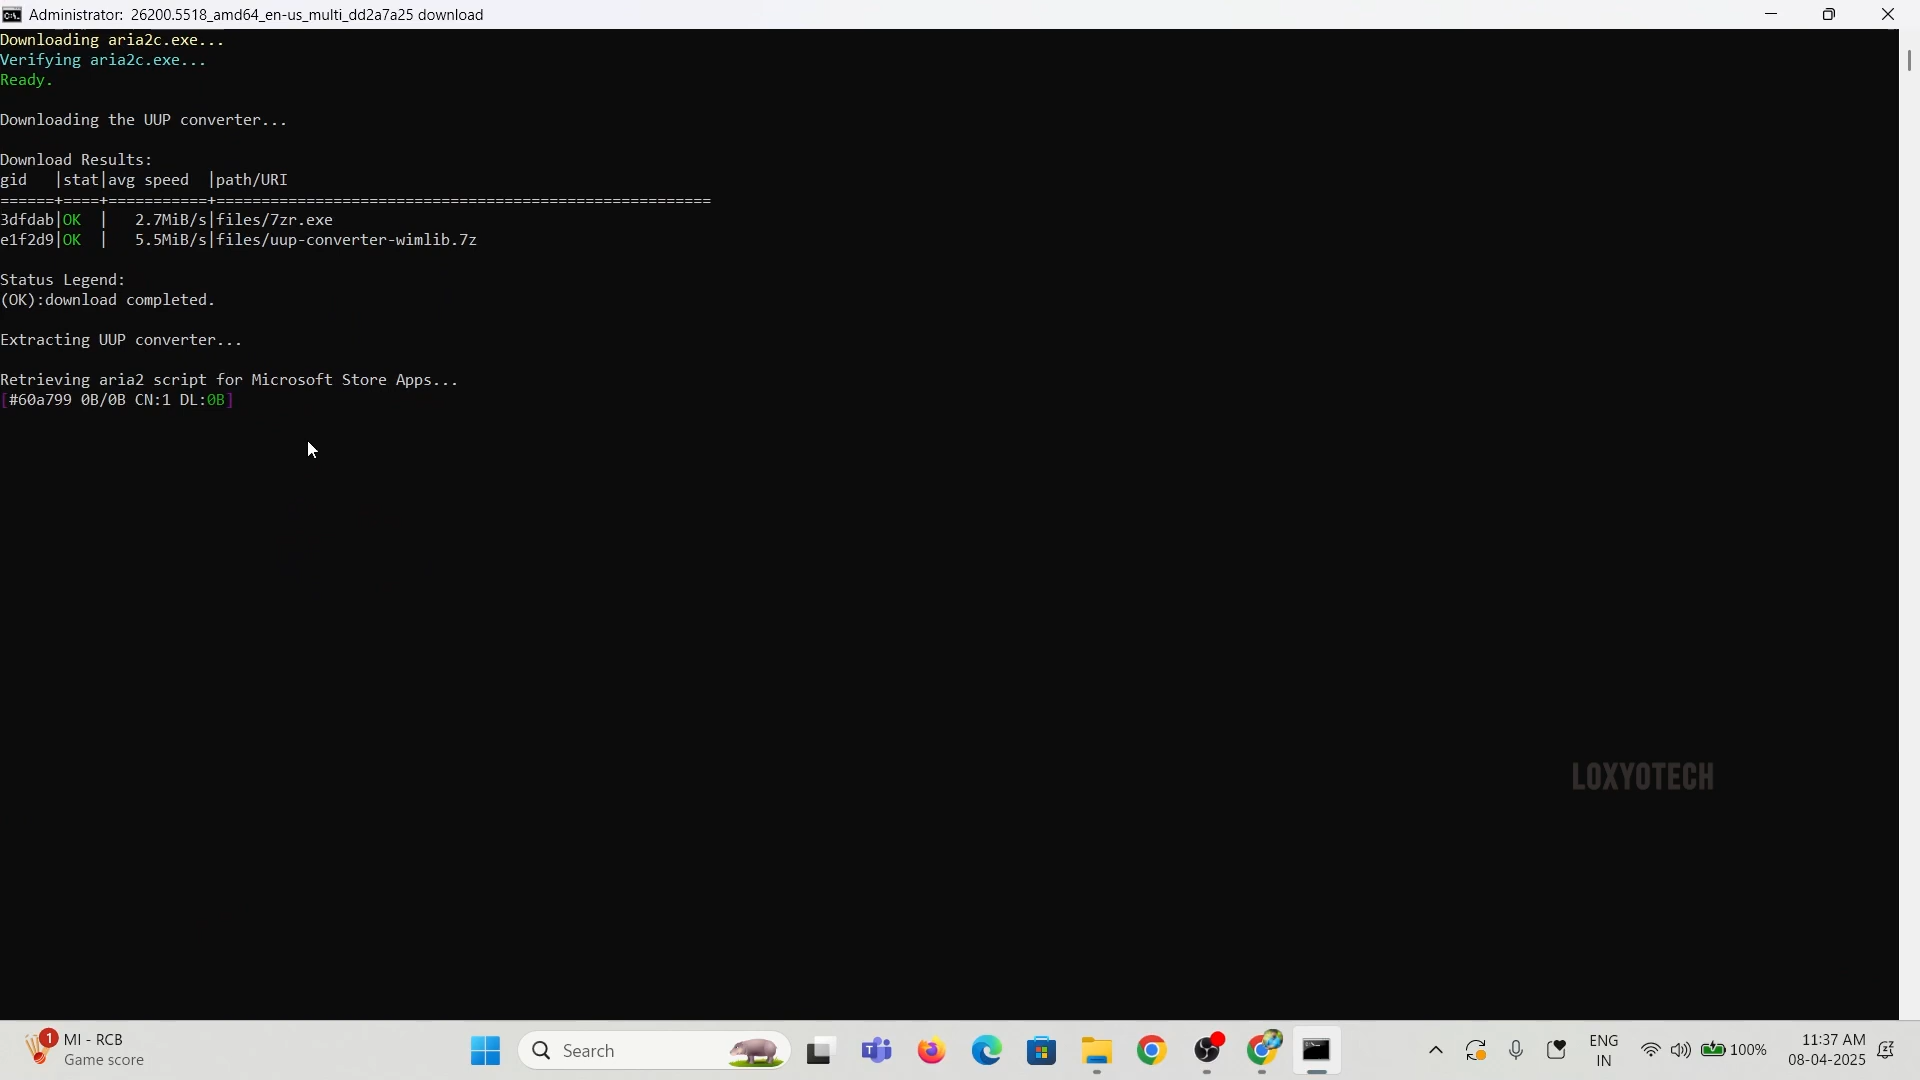 Administrator: 26200.5518_amd64_en-us_multi_dd2a7a25 download
Downloading aria2c.exe...
Verifying aria2c.exe...
Ready.
Downloading the UUP converter...
Download Results:
gid   |stat|avg speed  |path/URI
======+====+===========+=======================================================
3dfdab|OK  |   2.7MiB/s|files/7zr.exe
e1f2d9|OK  |   5.5MiB/s|files/uup-converter-wimlib.7z
Status Legend:
(OK):download completed.
Extracting UUP converter...
Retrieving aria2 script for Microsoft Store Apps...
[#60a799 0B/0B CN:1 DL:0B]
LOXYOTECH
1
MI - RCB
Game score
Search
ENG
IN
100%
11:37 AM
08-04-2025